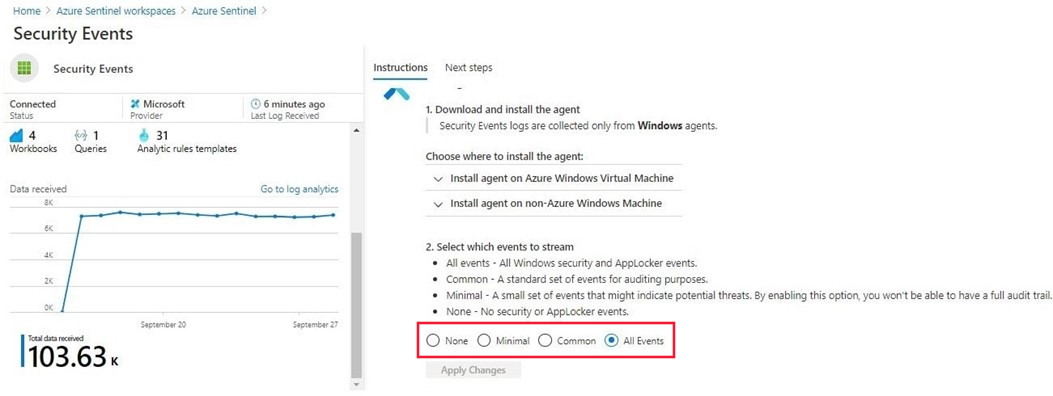 Home > Azure Sentinel workspaces > Azure Sentinel >
Security Events
Security Events
Connected
Status
Microsoft
Provider
6 minutes ago
Last Log Received
4
Workbooks
1
Queries
31
Analytic rules templates
Data received
Go to log analytics
8K
6K
4K
2K
0K
September 20
September 27
Total data received
103.63 K
Instructions
Next steps
1. Download and install the agent
Security Events logs are collected only from Windows agents.
Choose where to install the agent:
Install agent on Azure Windows Virtual Machine
Install agent on non-Azure Windows Machine
2. Select which events to stream
• All events - All Windows security and AppLocker events.
• Common - A standard set of events for auditing purposes.
• Minimal - A small set of events that might indicate potential threats. By enabling this option, you won't be able to have a full audit trail.
• None - No security or AppLocker events.
None Minimal Common All Events
Apply Changes